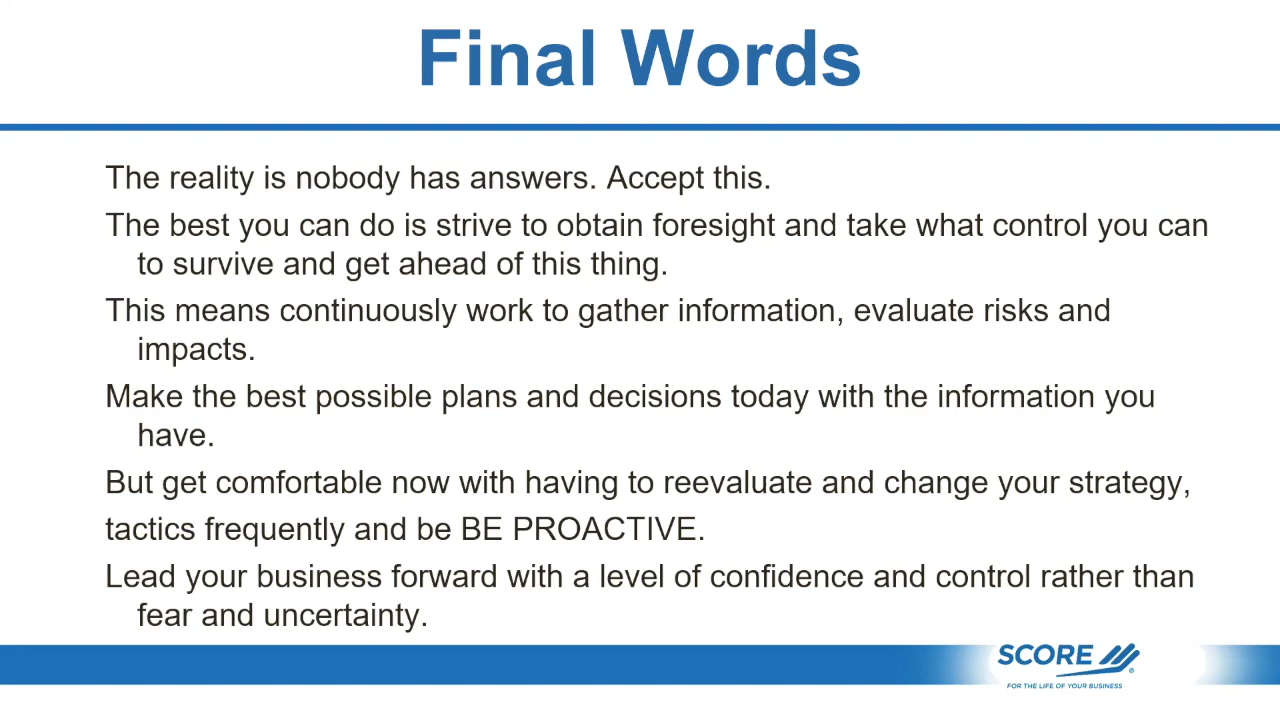 Final Words
The reality is nobody has answers. Accept this.
The best you can do is strive to obtain foresight and take what control you can
to survive and get ahead of this thing.
This means continuously work to gather information, evaluate risks and
impacts.
Make the best possible plans and decisions today with the information you
have.
But get comfortable now with having to reevaluate and change your strategy,
tactics frequently and be BE PROACTIVE.
Lead your business forward with a level of confidence and control rather than
fear and uncertainty.
SCORE
®
FOR THE LIFE OF YOUR BUSINESS